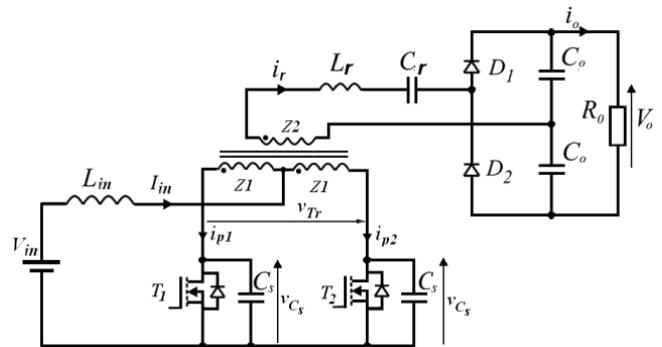 i_r
L_r
C_r
D_1
C_o
i_o
R_0
V_o
Z2
D_2
C_o
Z1
Z1
L_in
I_in
v_Tr
V_in
i_p1
i_p2
T_1
C_s
v_Cs
T_2
C_s
v_Cs